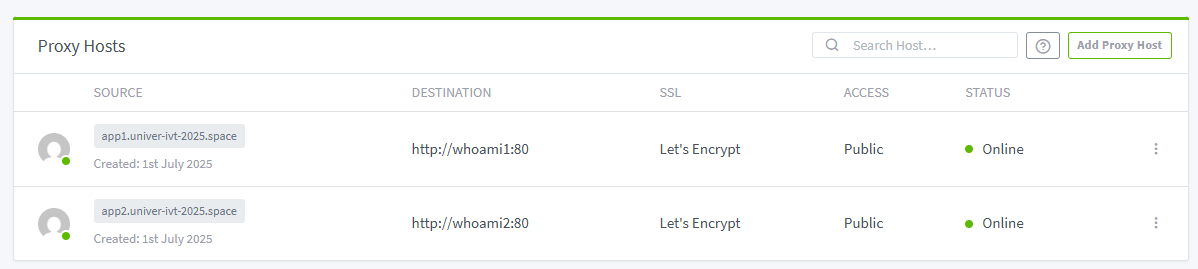 Proxy Hosts
Search Host…
Add Proxy Host
SOURCE DESTINATION SSL ACCESS STATUS
app1.univer-ivt-2025.space
Created: 1st July 2025
http://whoami1:80 Let's Encrypt Public Online
app2.univer-ivt-2025.space
Created: 1st July 2025
http://whoami2:80 Let's Encrypt Public Online